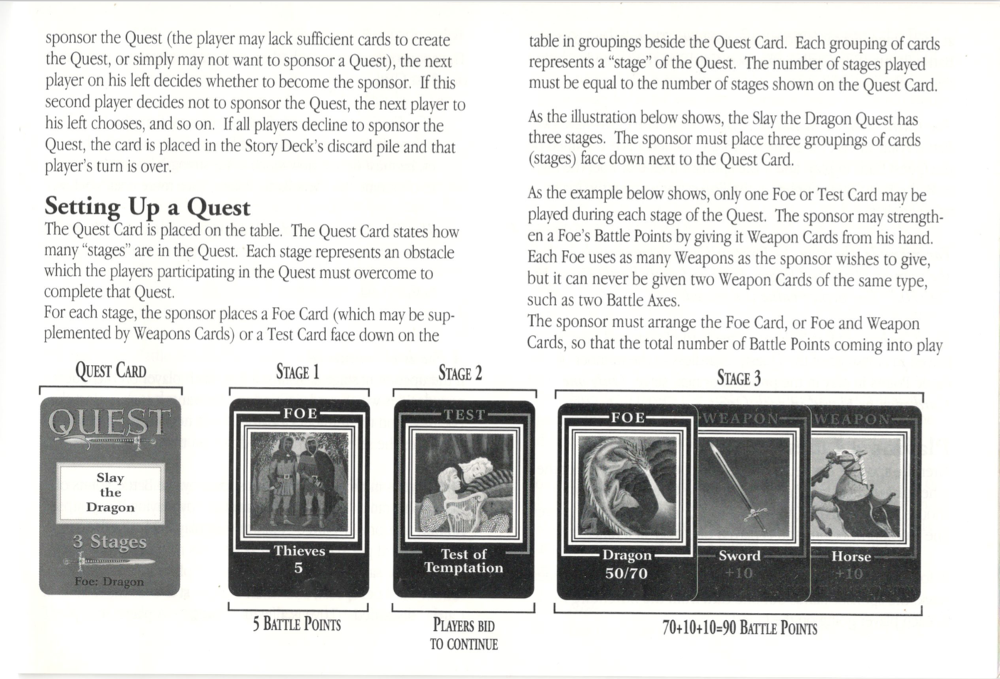 sponsor the Quest (the player may lack sufficient cards to create
the Quest, or simply may not want to sponsor a Quest), the next
player on his left decides whether to become the sponsor. If this
second player decides not to sponsor the Quest, the next player to
his left chooses, and so on. If all players decline to sponsor the
Quest, the card is placed in the Story Deck's discard pile and that
player's turn is over.
Setting Up a Quest
The Quest Card is placed on the table. The Quest Card states how
many “stages” are in the Quest. Each stage represents an obstacle
which the players participating in the Quest must overcome to
complete that Quest.
For each stage, the sponsor places a Foe Card (which may be sup-
plemented by Weapons Cards) or a Test Card face down on the
table in groupings beside the Quest Card. Each grouping of cards
represents a “stage” of the Quest. The number of stages played
must be equal to the number of stages shown on the Quest Card.
As the illustration below shows, the Slay the Dragon Quest has
three stages. The sponsor must place three groupings of cards
(stages) face down next to the Quest Card.
As the example below shows, only one Foe or Test Card may be
played during each stage of the Quest. The sponsor may strength-
en a Foe's Battle Points by giving it Weapon Cards from his hand.
Each Foe uses as many Weapons as the sponsor wishes to give,
but it can never be given two Weapon Cards of the same type,
such as two Battle Axes.
The sponsor must arrange the Foe Card, or Foe and Weapon
Cards, so that the total number of Battle Points coming into play
QUEST CARD
QUEST
Slay
the
Dragon
3 Stages
Foe: Dragon
STAGE 1
FOE
Thieves
5
5 BATTLE POINTS
STAGE 2
TEST
Test of
Temptation
PLAYERS BID
TO CONTINUE
STAGE 3
FOE
Dragon
50/70
WEAPON
Sword
+10
WEAPON
Horse
+10
70+10+10=90 BATTLE POINTS